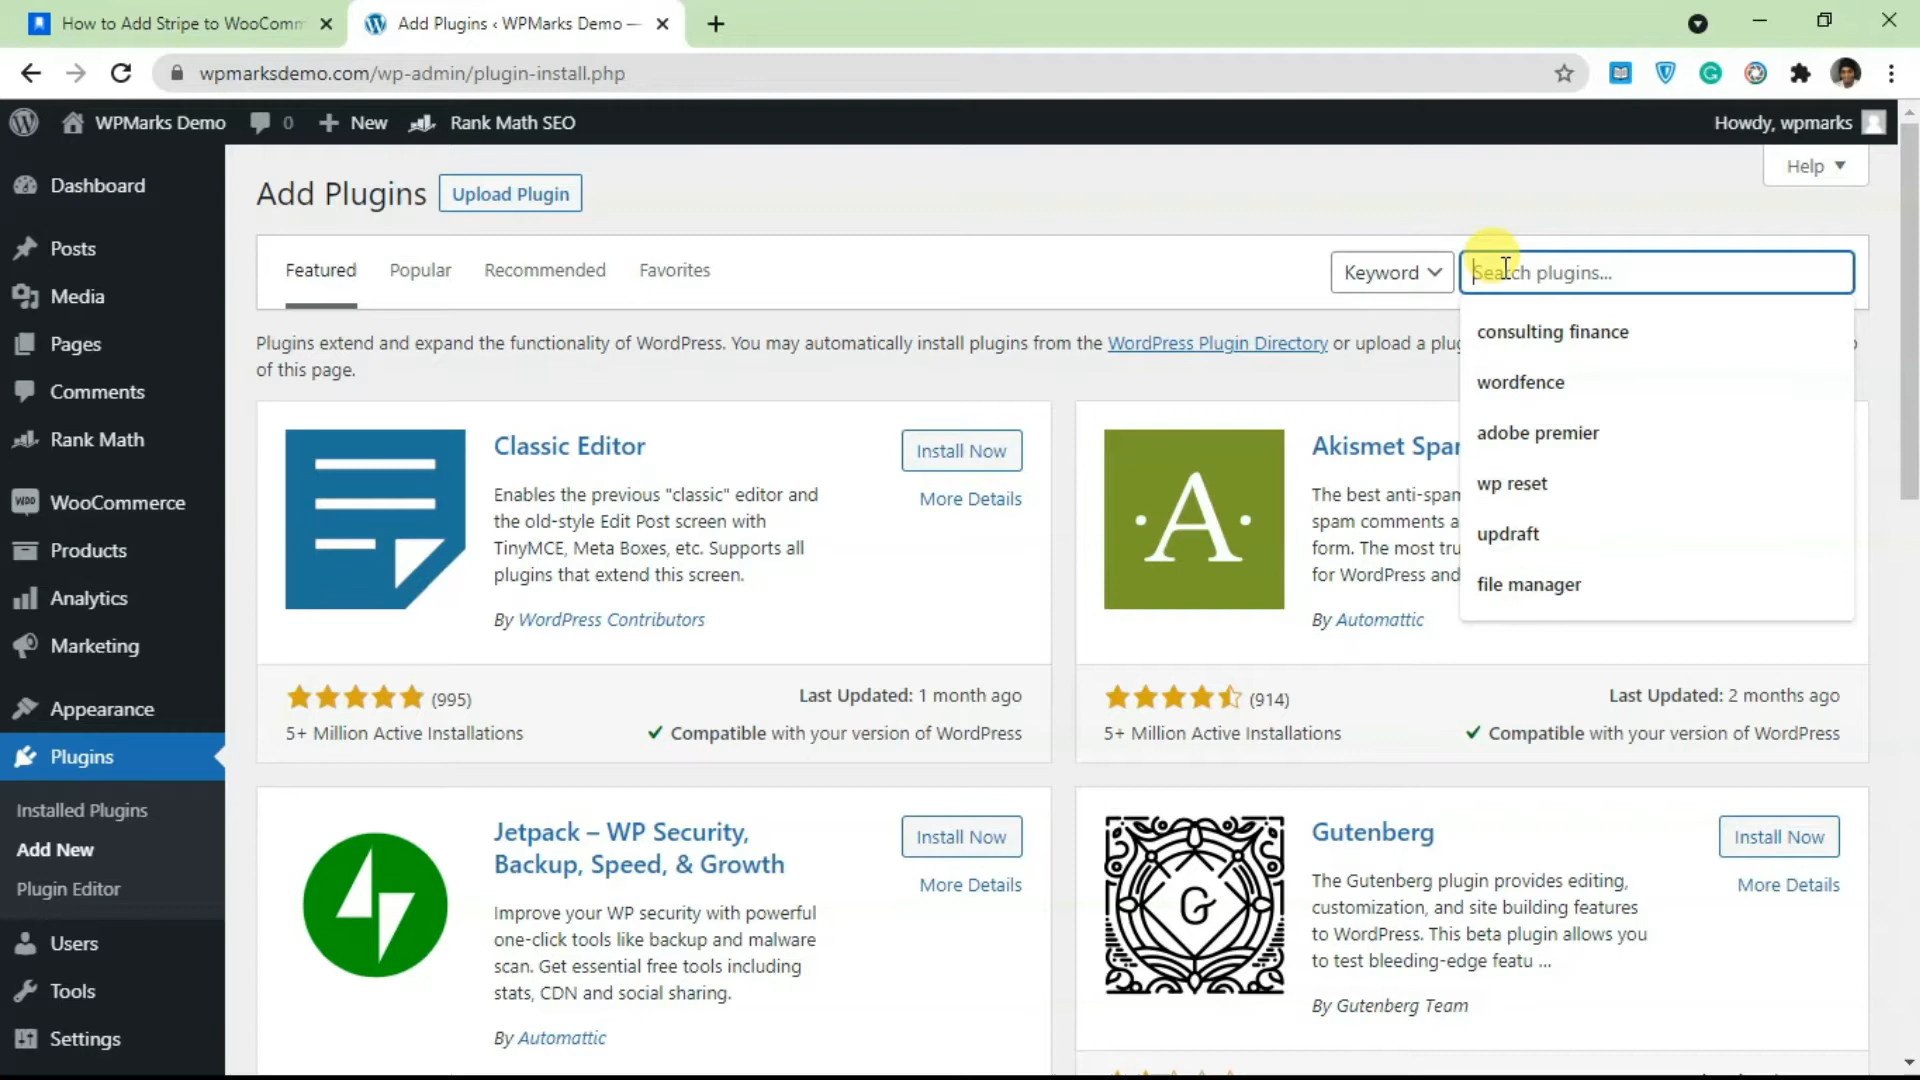 How to Add Stripe to WooComm
Add Plugins ‹ WPMarks Demo —
wpmarksdemo.com/wp-admin/plugin-install.php
WPMarks Demo
0
New
Rank Math SEO
Howdy, wpmarks
Help
Dashboard
Posts
Media
Pages
Comments
Rank Math
WooCommerce
Products
Analytics
Marketing
Appearance
Plugins
Installed Plugins
Add New
Plugin Editor
Users
Tools
Settings
Add Plugins
Upload Plugin
Featured
Popular
Recommended
Favorites
Keyword
Search plugins...
consulting finance
wordfence
adobe premier
wp reset
updraft
file manager
Plugins extend and expand the functionality of WordPress. You may automatically install plugins from the WordPress Plugin Directory or upload a
of this page.
Classic Editor
Install Now
More Details
Enables the previous "classic" editor and
the old-style Edit Post screen with
TinyMCE, Meta Boxes, etc. Supports all
plugins that extend this screen.
By WordPress Contributors
(995)
Last Updated: 1 month ago
5+ Million Active Installations
Compatible with your version of WordPress
A
Akismet Spa
The best anti-spam
spam comments a
form. The most tru
for WordPress and
By Automattic
(914)
Last Updated: 2 months ago
5+ Million Active Installations
Compatible with your version of WordPress
Jetpack – WP Security,
Backup, Speed, & Growth
Install Now
More Details
Improve your WP security with powerful
one-click tools like backup and malware
scan. Get essential free tools including
stats, CDN and social sharing.
By Automattic
G
Gutenberg
Install Now
More Details
The Gutenberg plugin provides editing,
customization, and site building features
to WordPress. This beta plugin allows you
to test bleeding-edge featu ...
By Gutenberg Team